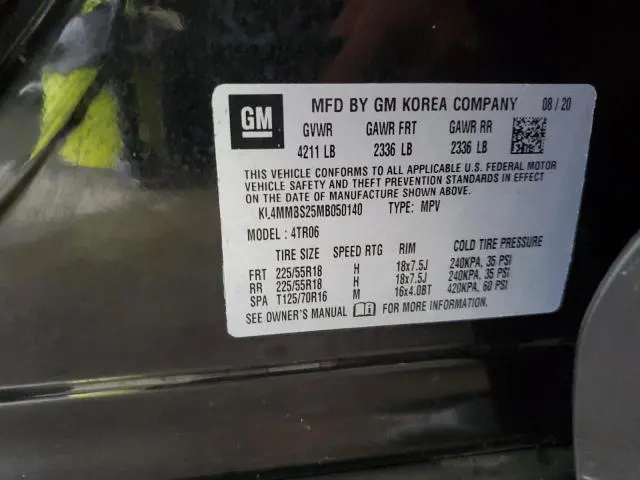 GM MFD BY GM KOREA COMPANY 08/20
GVWR GAWR FRT GAWR RR
4211 LB 2336 LB 2336 LB
THIS VEHICLE CONFORMS TO ALL APPLICABLE U.S. FEDERAL MOTOR
VEHICLE SAFETY AND THEFT PREVENTION STANDARDS IN EFFECT
ON THE DATE OF MANUFACTURE SHOWN ABOVE.
KL4MMBS25MB050140 TYPE: MPV
MODEL: 4TR06
TIRE SIZE SPEED RTG RIM COLD TIRE PRESSURE
FRT 225/55R18 H 18x7.5J 240KPA, 35 PSI
RR 225/55R18 H 18x7.5J 240KPA, 35 PSI
SPA T125/70R16 M 16x4.0BT 420KPA, 60 PSI
SEE OWNER'S MANUAL FOR MORE INFORMATION.